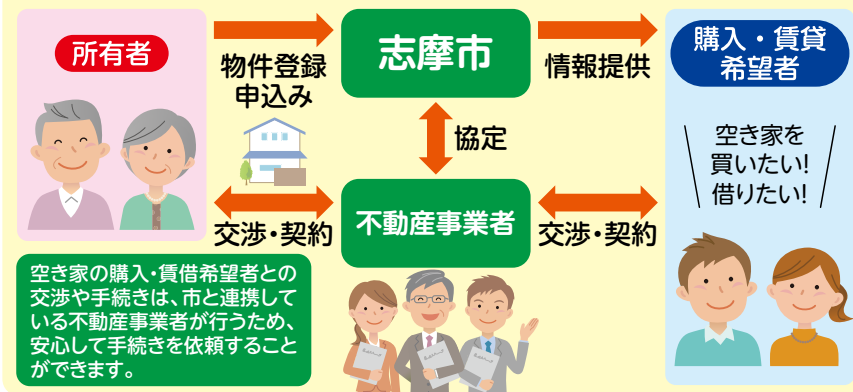 所有者
物件登録
申込み
志摩市
情報提供
購入・賃貸
希望者
空き家を
買いたい!
借りたい!
協定
交渉・契約
不動産事業者
交渉・契約
空き家の購入・賃借希望者との
交渉や手続きは、市と連携して
いる不動産事業者が行うため、
安心して手続きを依頼すること
ができます。